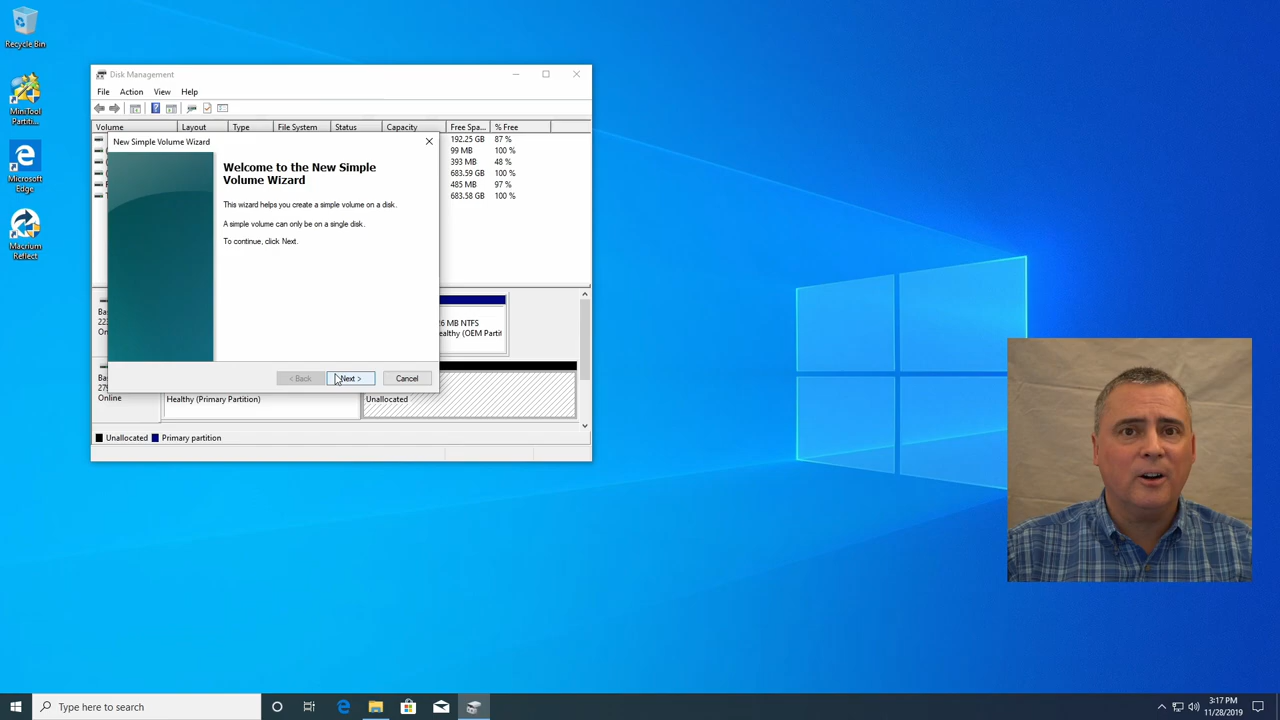 Recycle Bin
MiniTool
Partiti...
Microsoft
Edge
Macrium
Reflect
Disk Management
File Action View Help
Volume Layout Type File System Status Capacity Free Spa... % Free
192.25 GB 87 %
99 MB 100 %
393 MB 48 %
683.59 GB 100 %
485 MB 97 %
683.58 GB 100 %
New Simple Volume Wizard
Welcome to the New Simple
Volume Wizard
This wizard helps you create a simple volume on a disk.
A simple volume can only be on a single disk.
To continue, click Next.
< Back Next > Cancel
6 MB NTFS
ealthy (OEM Partit
Online
Healthy (Primary Partition)
Unallocated
Unallocated Primary partition
Type here to search
3:17 PM
11/28/2019